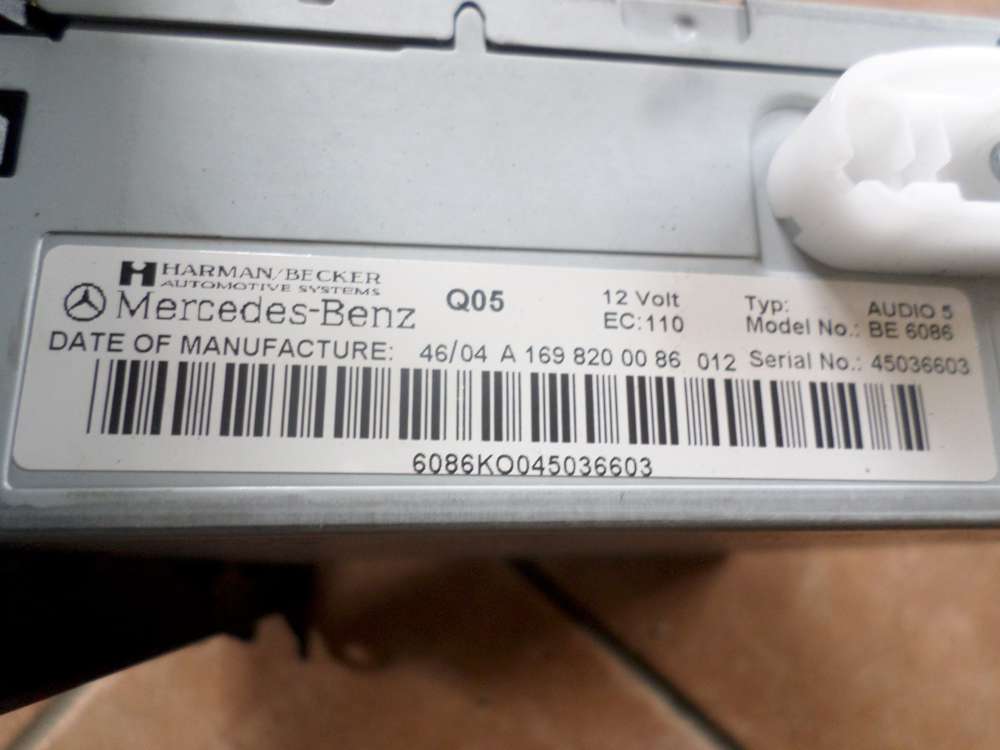 HARMAN/BECKER
AUTOMOTIVE SYSTEMS
Mercedes-Benz
Q05
12 Volt
EC:110
Typ: AUDIO 5
Model No.: BE 6086
DATE OF MANUFACTURE: 46/04 A 169 820 00 86 012 Serial No.: 45036603
6086KO045036603